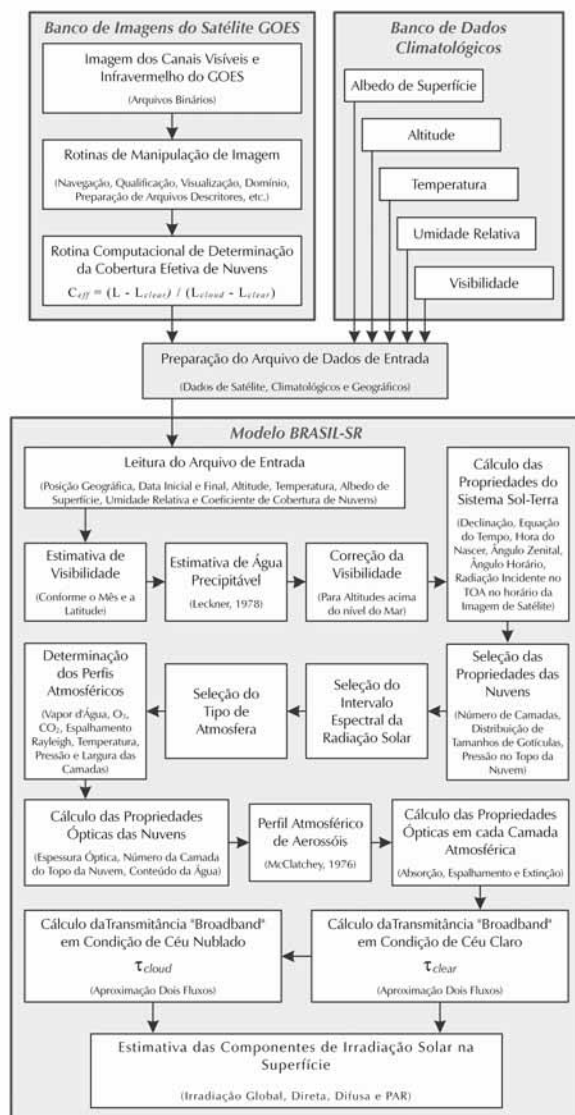 Banco de Imagens do Satélite GOES
Imagem dos Canais Visíveis e
Infravermelho do GOES
(Arquivos Binários)
Rotinas de Manipulação de Imagem
(Navegação, Qualificação, Visualização, Domínio,
Preparação de Arquivos Descritores, etc.)
Rotina Computacional de Determinação
da Cobertura Efetiva de Nuvens
C_eff = (L - L_clear) / (L_cloud - L_clear)
Banco de Dados
Climatológicos
Albedo de Superfície
Altitude
Temperatura
Umidade Relativa
Visibilidade
Preparação do Arquivo de Dados de Entrada
(Dados de Satélite, Climatológicos e Geográficos)
Modelo BRASIL-SR
Leitura do Arquivo de Entrada
(Posição Geográfica, Data Inicial e Final, Altitude, Temperatura, Albedo de
Superfície, Umidade Relativa e Coeficiente de Cobertura de Nuvens)
Estimativa de
Visibilidade
(Conforme o Mês e a
Latitude)
Estimativa de Água
Precipitável
(Leckner, 1978)
Correção da
Visibilidade
(Para Altitudes acima
do nível do Mar)
Cálculo das
Propriedades do
Sistema Sol-Terra
(Declinação, Equação
do Tempo, Hora do
Nascer, Ângulo Zenital,
Ângulo Horário,
Radiação Incidente no
TOA no horário da
Imagem de Satélite)
Seleção das
Propriedades das
Nuvens
(Número de Camadas,
Distribuição de
Tamanhos de Gotículas,
Pressão no Topo da
Nuvem)
Seleção do
Intervalo
Espectral da
Radiação Solar
Seleção do
Tipo de
Atmosfera
Determinação
dos Perfis
Atmosféricos
(Vapor d'Água, O₃,
CO₂, Espalhamento
Rayleigh, Temperatura,
Pressão e Largura das
Camadas)
Cálculo das Propriedades
Ópticas das Nuvens
(Espessura Óptica, Número da Camada
do Topo da Nuvem, Conteúdo da Água)
Perfil Atmosférico
de Aerossóis
(McClatchey, 1976)
Cálculo das Propriedades
Ópticas em cada Camada
Atmosférica
(Absorção, Espalhamento e Extinção)
Cálculo daTransmitância "Broadband"
em Condição de Céu Claro
τ_clear
(Aproximação Dois Fluxos)
Cálculo daTransmitância "Broadband"
em Condição de Céu Nublado
τ_cloud
(Aproximação Dois Fluxos)
Estimativa das Componentes de Irradiação Solar na
Superfície
(Irradiação Global, Direta, Difusa e PAR)